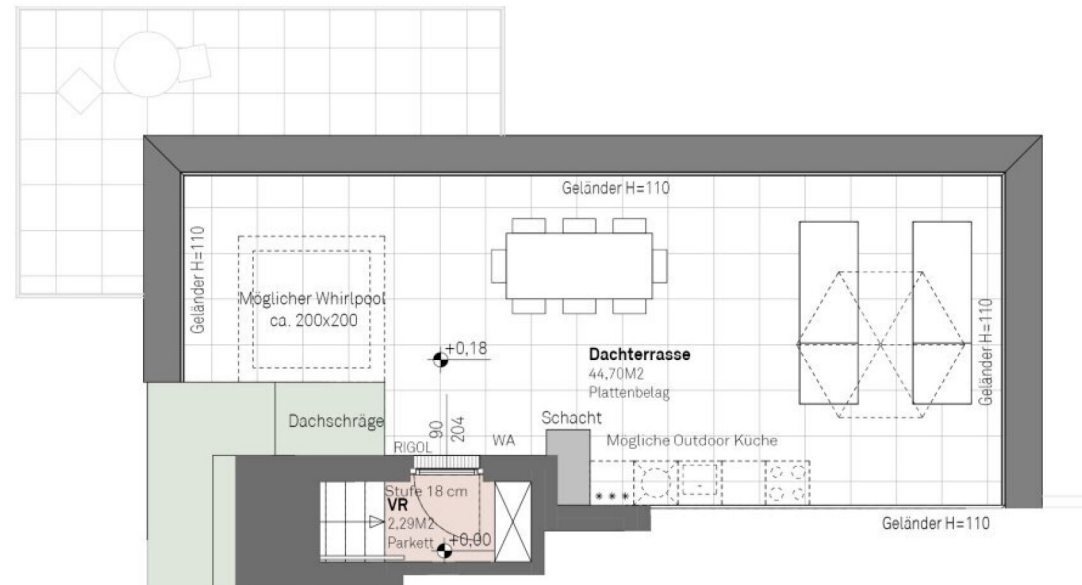 Geländer H=110
Geländer H=110
Möglicher Whirlpool
ca. 200x200
Geländer H=110
+0,18
Dachterrasse
44,70M2
Plattenbelag
Dachschräge
90
204
RIGOL
WA
Schacht
Mögliche Outdoor Küche
Stufe 18 cm
VR
2,29M2
Parkett
+0,00
Geländer H=110